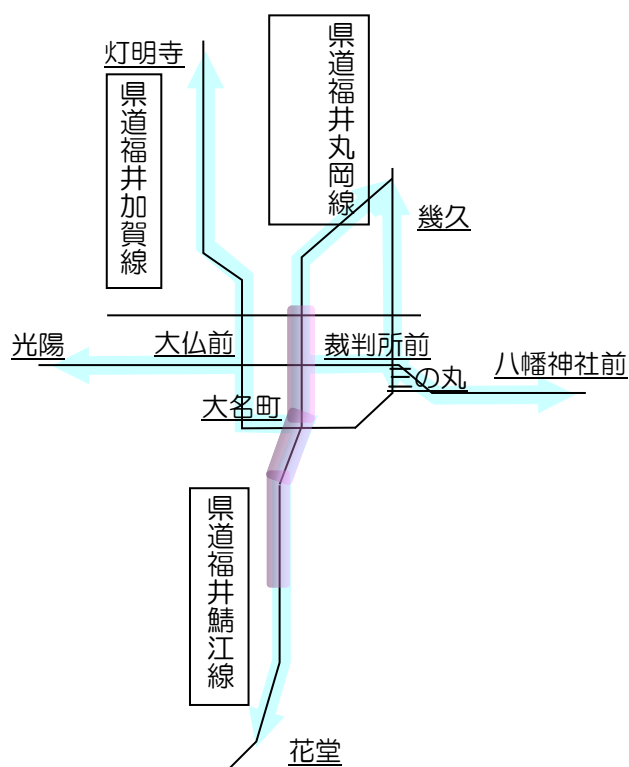 灯明寺
県道福井加賀線
県道福井丸岡線
幾久
光陽
大仏前
裁判所前
三の丸
八幡神社前
大名町
県道福井鯖江線
花堂